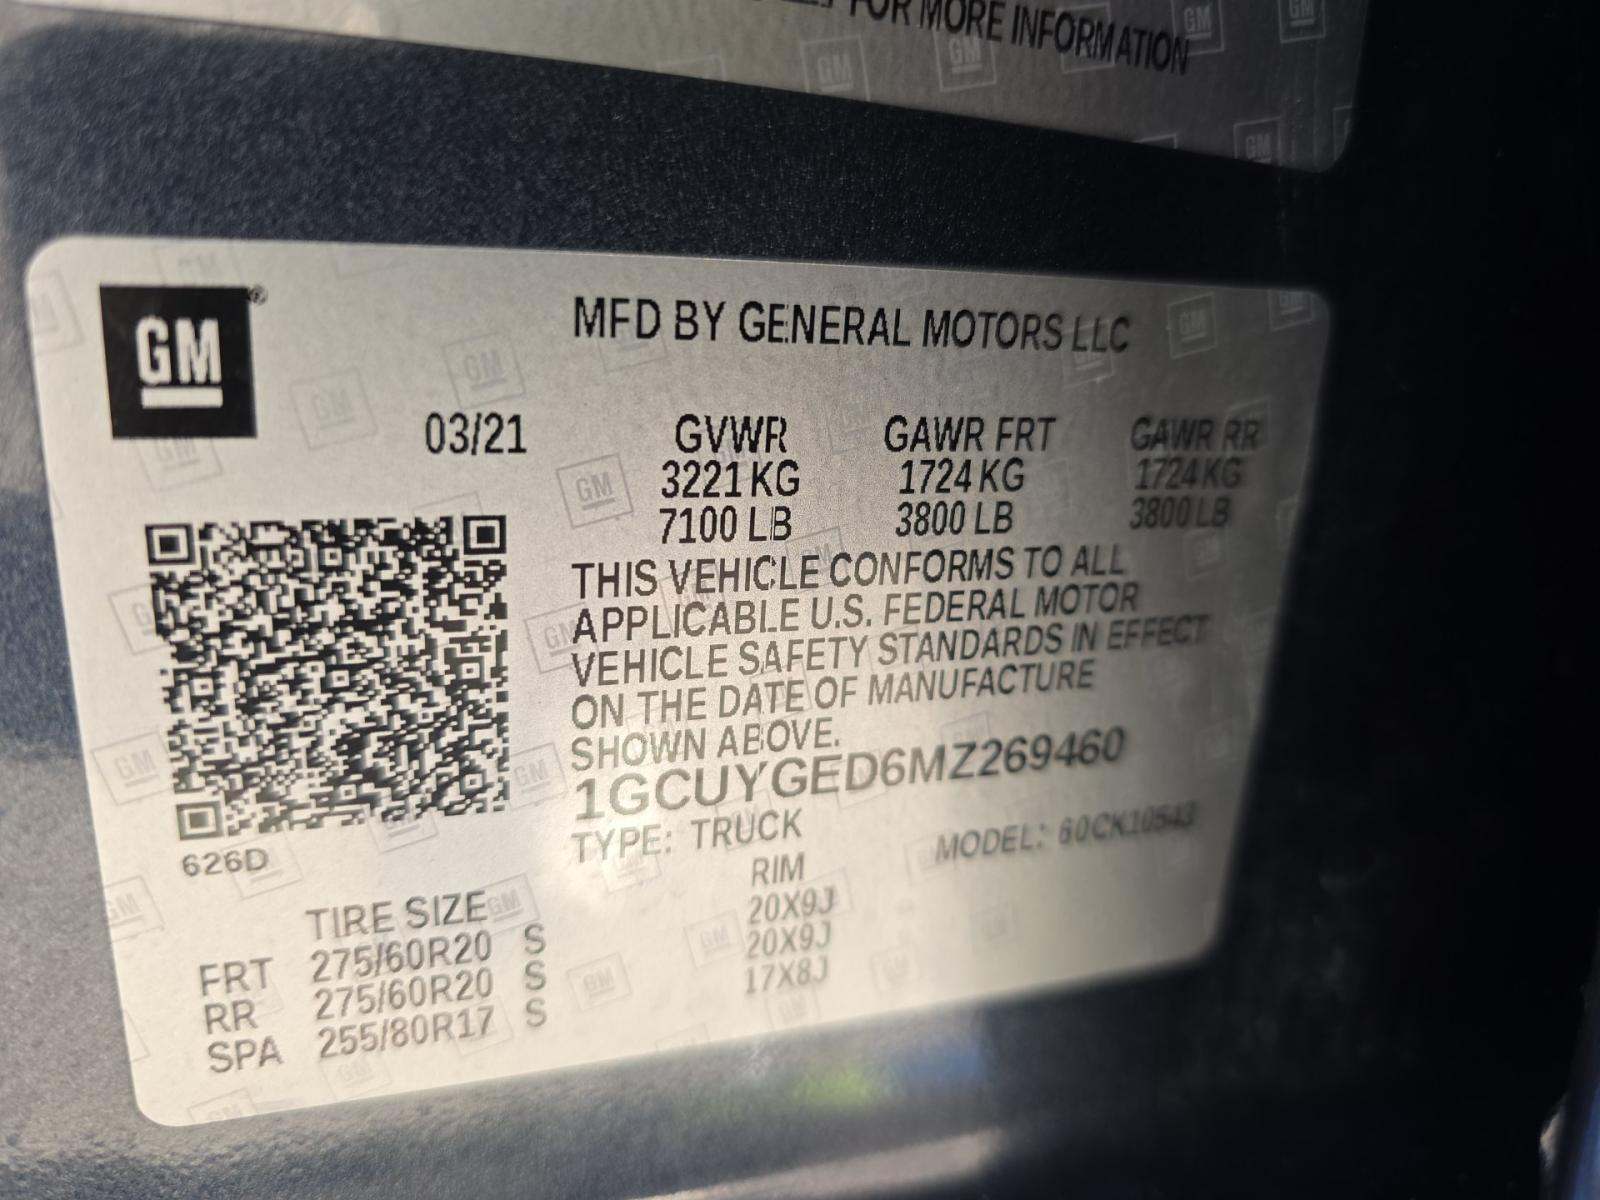 FOR MORE INFORMATION
GM
MFD BY GENERAL MOTORS LLC
03/21 GVWR GAWR FRT GAWR RR
3221 KG 1724 KG 1724 KG
7100 LB 3800 LB 3800 LB
THIS VEHICLE CONFORMS TO ALL
APPLICABLE U.S. FEDERAL MOTOR
VEHICLE SAFETY STANDARDS IN EFFECT
ON THE DATE OF MANUFACTURE
SHOWN ABOVE.
1GCUYGED6MZ269460
TYPE: TRUCK MODEL: 60CK10543
626D
TIRE SIZE RIM
FRT 275/60R20 S 20X9J
RR 275/60R20 S 20X9J
SPA 255/80R17 S 17X8J